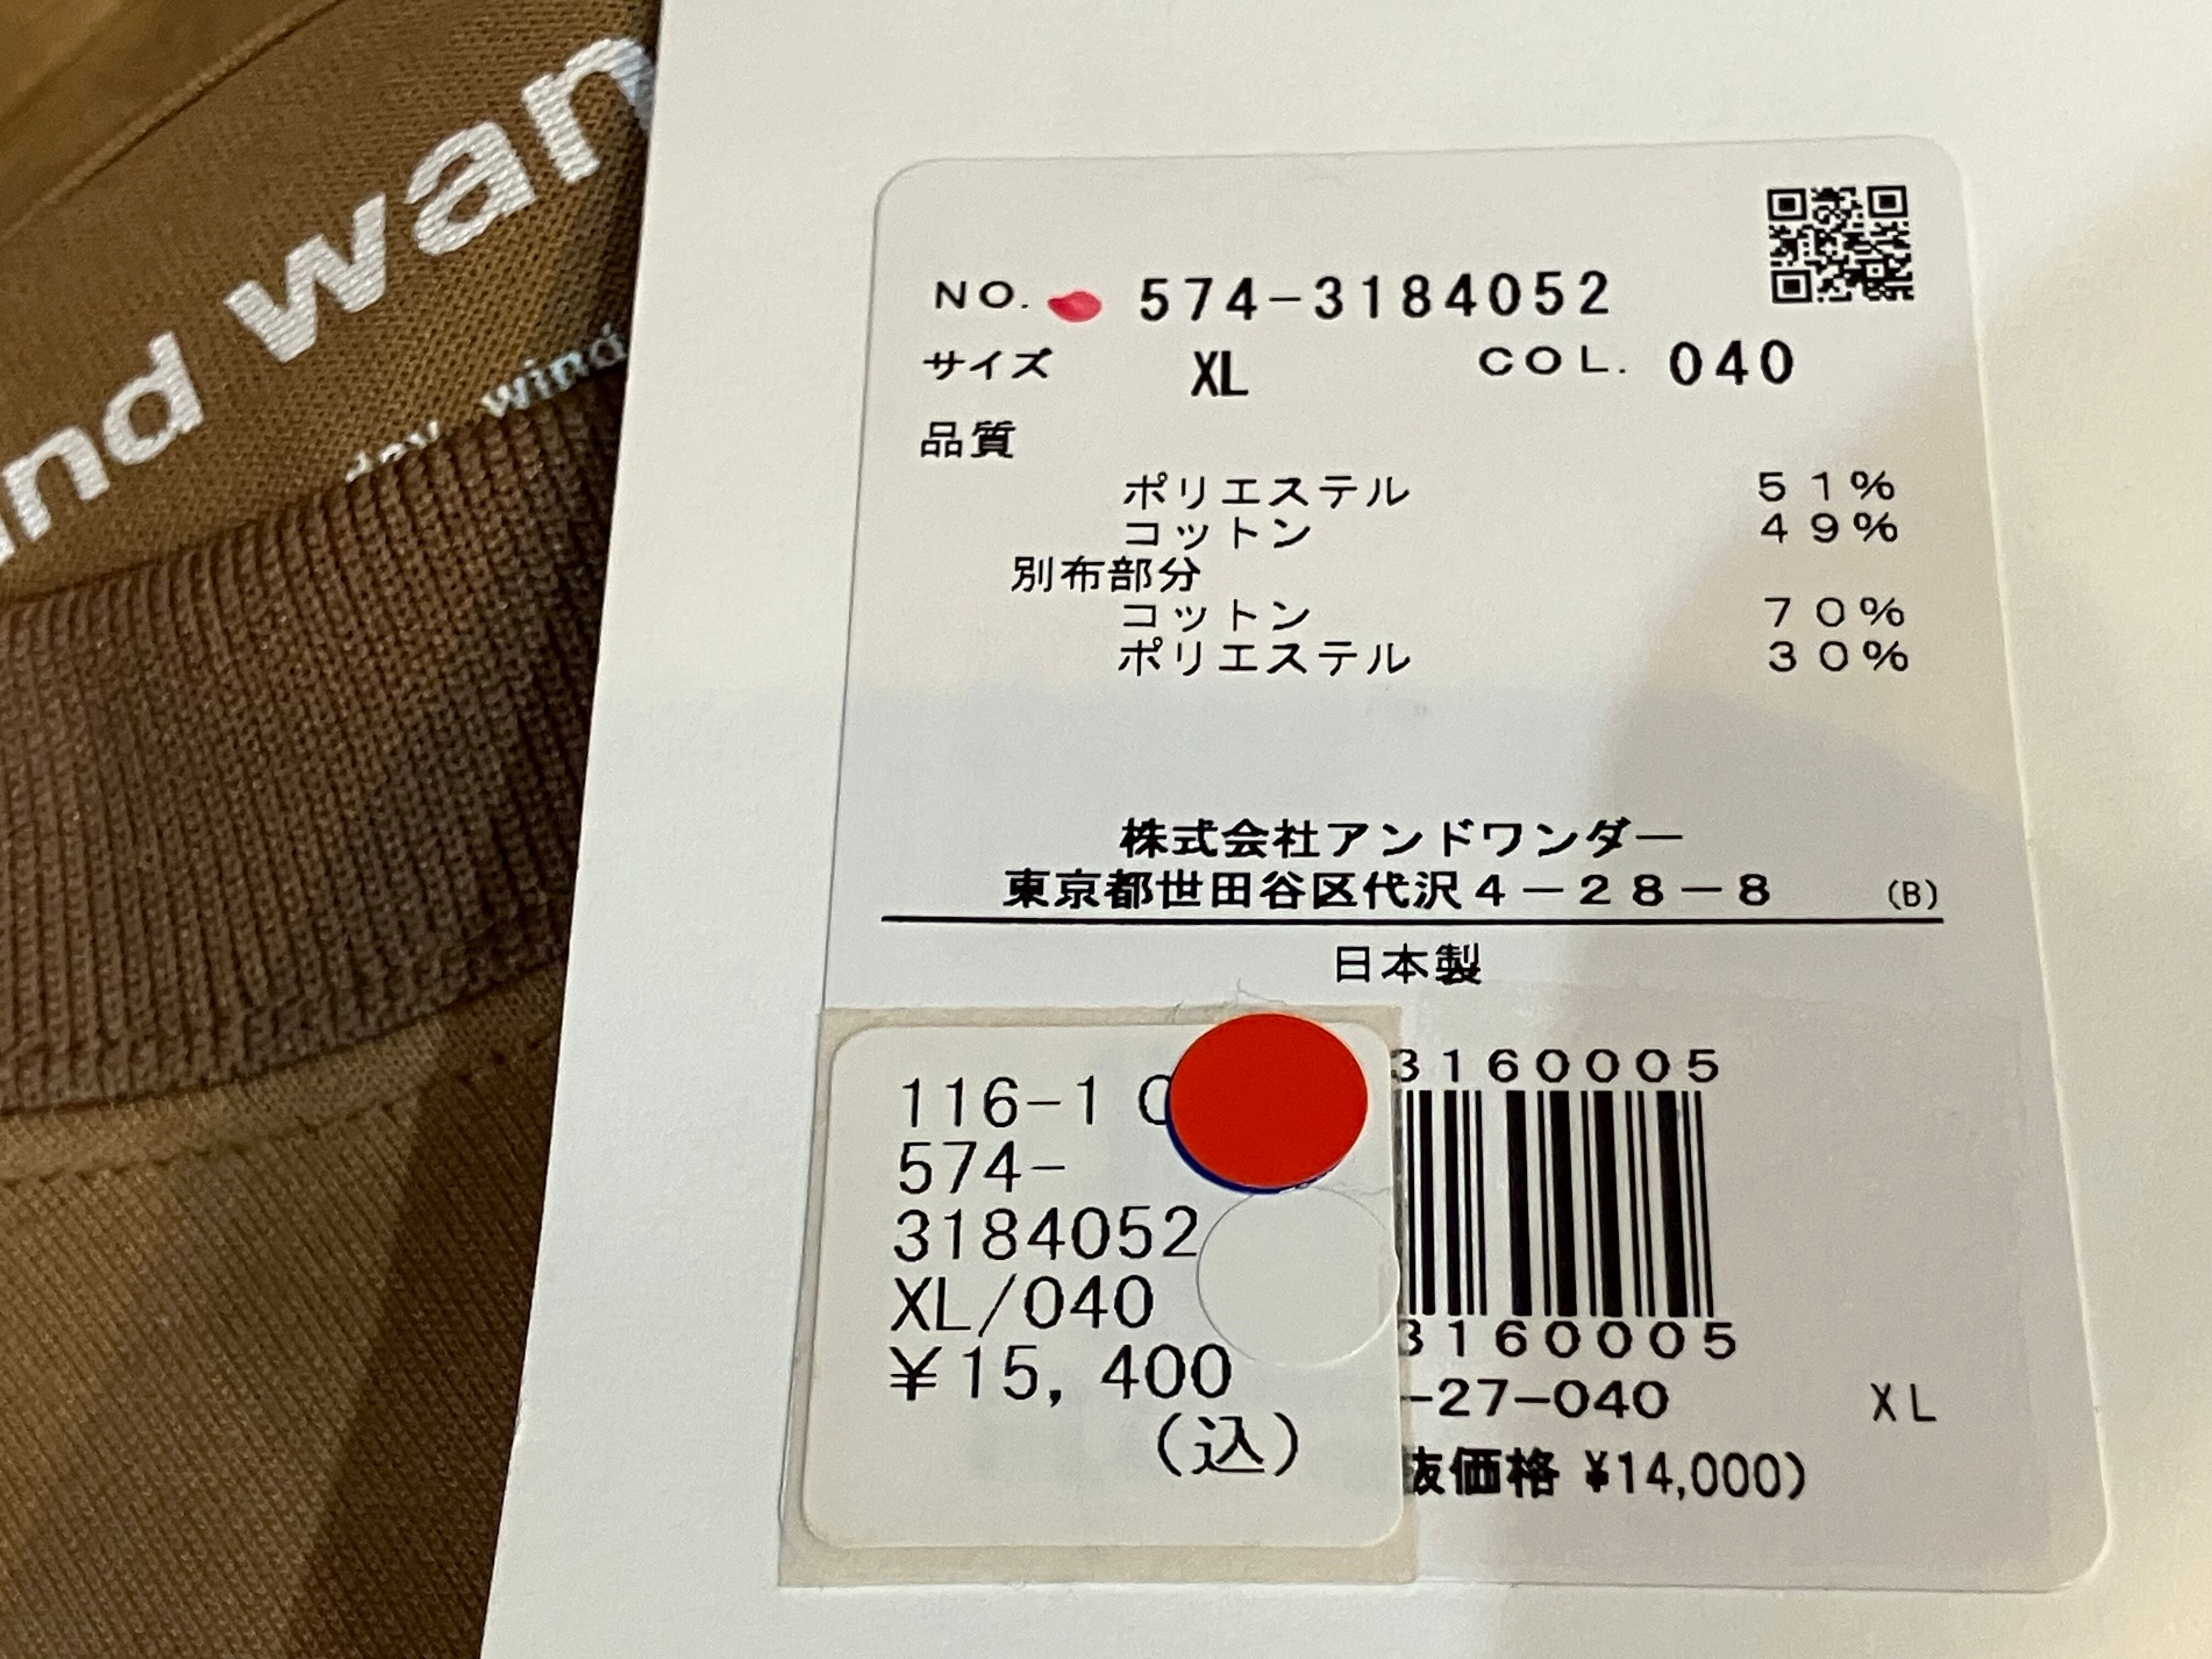 and wan
dry wind
NO. 574-3184052
サイズ XL COL. 040
品質
ポリエステル 51%
コットン 49%
別布部分
コットン 70%
ポリエステル 30%
株式会社アンドワンダー
東京都世田谷区代沢4-28-8 (B)
日本製
3160005
116-1
574-
3184052
XL/040
¥15,400
(込)
3160005
-27-040 XL
抜価格 ¥14,000)